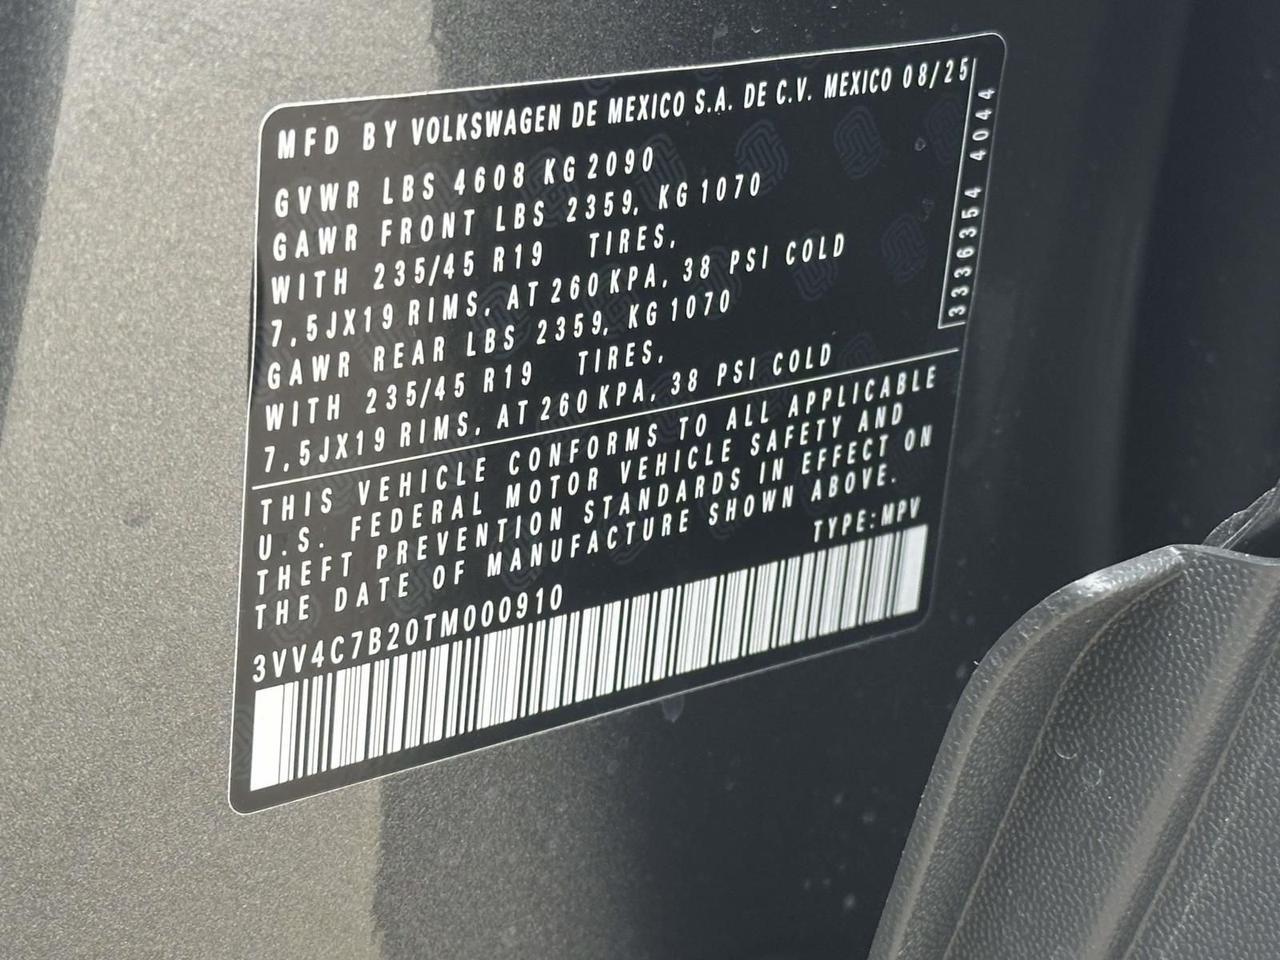 MFD BY VOLKSWAGEN DE MEXICO S.A. DE C.V. MEXICO 08/25
GVWR LBS 4608 KG 2090
GAWR FRONT LBS 2359, KG 1070
WITH 235/45 R19 TIRES,
7,5JX19 RIMS, AT 260 KPA, 38 PSI COLD
GAWR REAR LBS 2359, KG 1070
WITH 235/45 R19 TIRES,
7,5JX19 RIMS, AT 260 KPA, 38 PSI COLD
3336354 4044
THIS VEHICLE CONFORMS TO ALL APPLICABLE
U.S. FEDERAL MOTOR VEHICLE SAFETY AND
THEFT PREVENTION STANDARDS IN EFFECT ON
THE DATE OF MANUFACTURE SHOWN ABOVE.
TYPE: MPV
3VV4C7B20TM000910